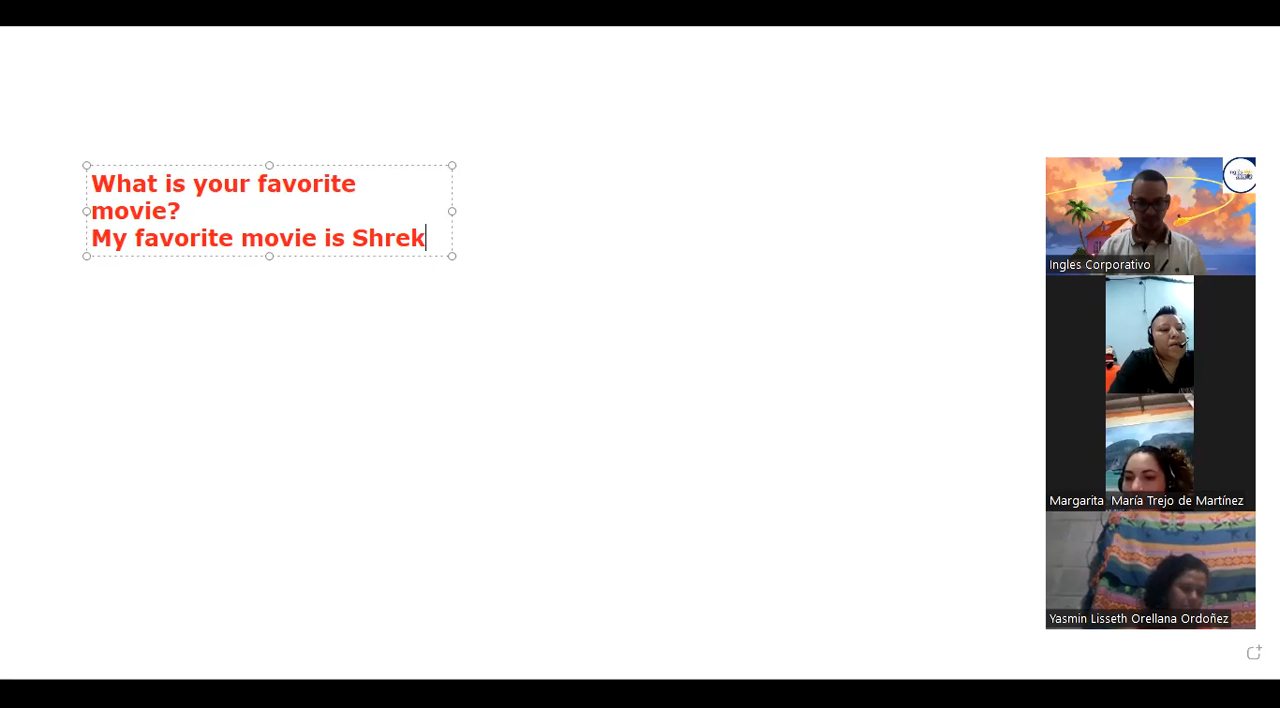 What is your favorite
movie?
My favorite movie is Shrek
Ingles Corporativo
Margarita María Trejo de Martínez
Yasmin Lisseth Orellana Ordoñez